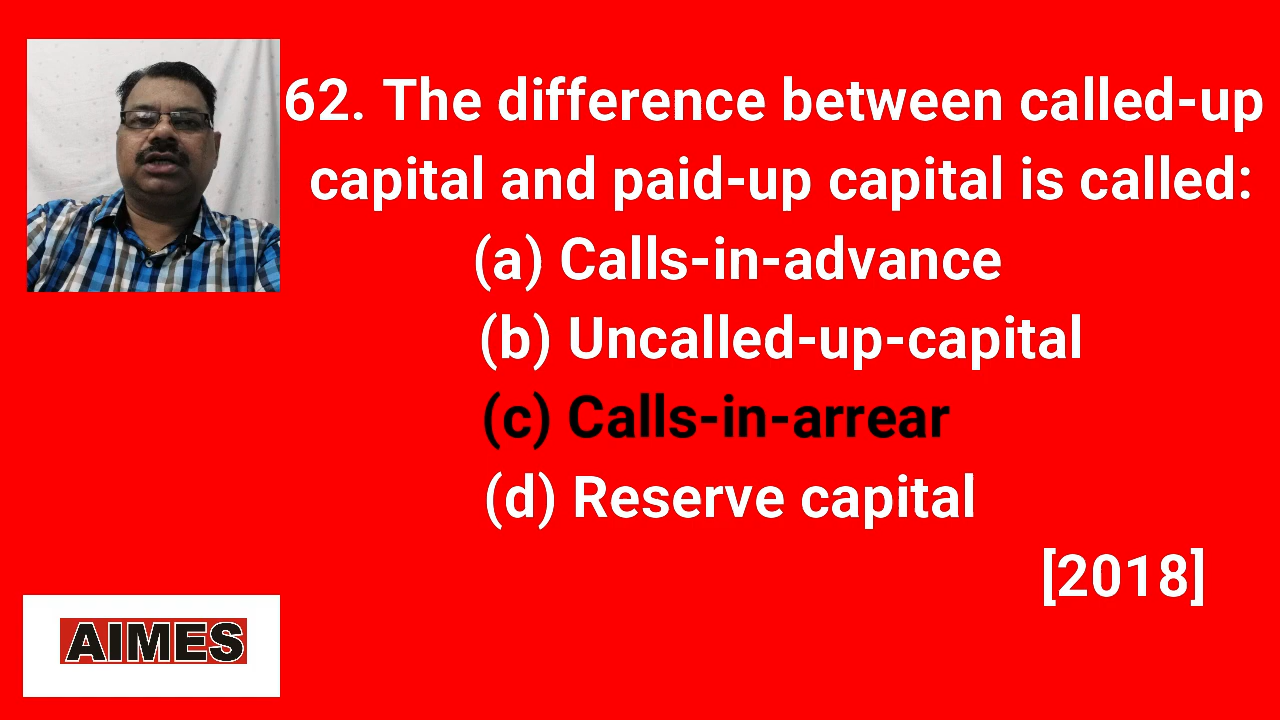 62. The difference between called-up
capital and paid-up capital is called:
(a) Calls-in-advance
(b) Uncalled-up-capital
(c) Calls-in-arrear
(d) Reserve capital
[2018]
AIMES